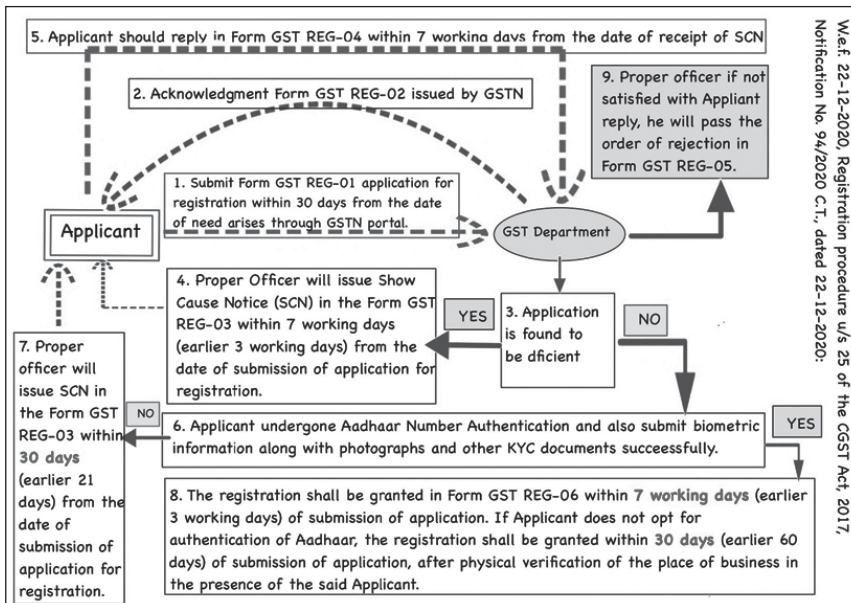 5. Applicant should reply in Form GST REG-04 within 7 working days from the date of receipt of SCN
2. Acknowledgment Form GST REG-02 issued by GSTN
9. Proper officer if not
satisfied with Appliant
reply, he will pass the
order of rejection in
Form GST REG-05.
1. Submit Form GST REG-01 application for
registration within 30 days from the date
of need arises through GSTN portal.
Applicant
GST Department
4. Proper Officer will issue Show
Cause Notice (SCN) in the Form GST
REG-03 within 7 working days
(earlier 3 working days) from the
date of submission of application for
registration.
YES
3. Application
is found to
be dficient
NO
7. Proper
officer will
issue SCN in
the Form GST
REG-03 within
30 days
(earlier 21
days) from the
date of
submission of
application for
registration.
NO
6. Applicant undergone Aadhaar Number Authentication and also submit biometric
information along with photographs and other KYC documents succeessfully.
YES
8. The registration shall be granted in Form GST REG-06 within 7 working days (earlier
3 working days) of submission of application. If Applicant does not opt for
authentication of Aadhaar, the registration shall be granted within 30 days (earlier 60
days) of submission of application, after physical verification of the place of business in
the presence of the said Applicant.
W.e.f. 22-12-2020, Registration procedure u/s 25 of the CGST Act, 2017,
Notification No. 94/2020 C.T., dated 22-12-2020: